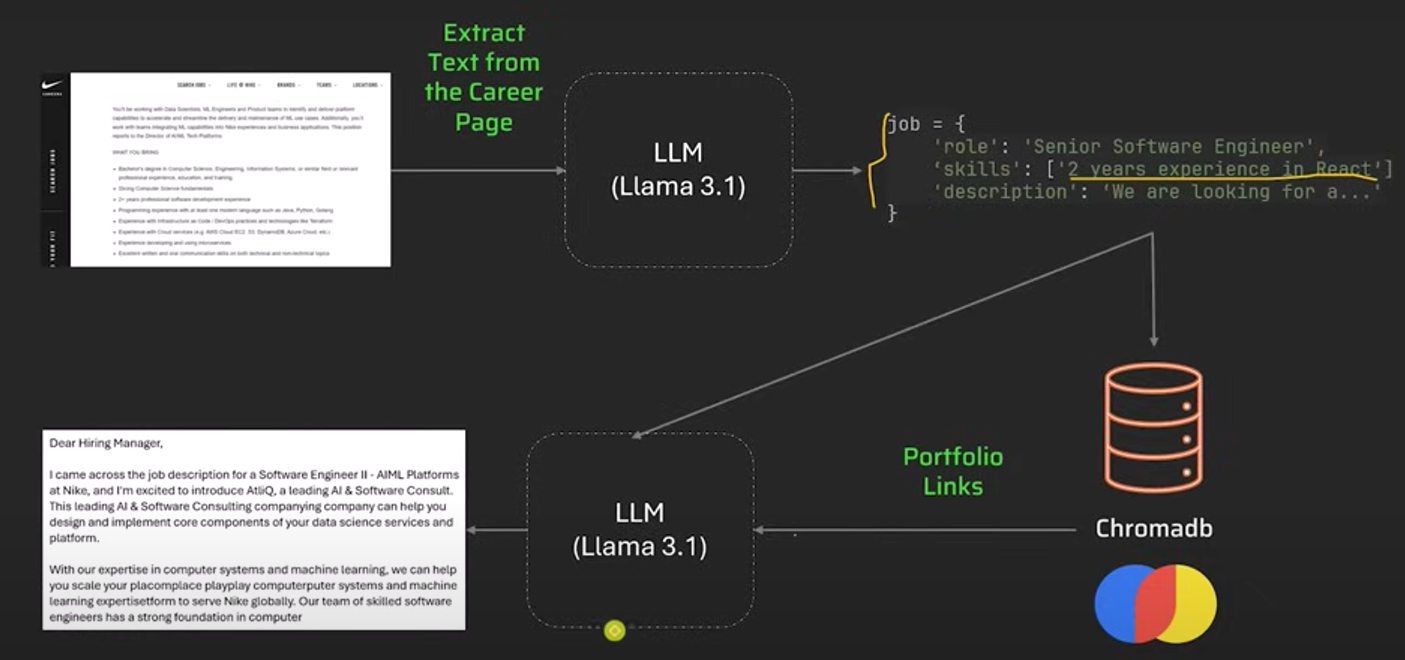 Extract
Text from
the Career
Page
CAREERS
SEARCH JOBS
LIFE @ NIKE
BRANDS
TEAMS
LOCATIONS
SEARCH JOBS
You'll be working with Data Scientists, ML Engineers and Product teams to identify and deliver platform
capabilities to accelerate and streamline the delivery and maintenance of ML use cases. Additionally, you'll
work with teams integrating ML capabilities into Nike experiences and business applications. This position
reports to the Director of AI/ML Tech Platforms
WHAT YOU BRING
Bachelor's degree in Computer Science, Engineering, Information Systems, or similar field or relevant
professional experience, education, and training.
Strong Computer Science fundamentals
2+ years professional software development experience
Programming experience with at least one modern language such as Java, Python, Golang
Experience with Infrastructure as Code / DevOps practices and technologies like Terraform
Experience with Cloud services (e.g. AWS Cloud EC2, S3, DynamoDB, Azure Cloud, etc.)
Experience developing and using microservices
Excellent written and oral communication skills on both technical and non-technical topics
LLM
(Llama 3.1)
job = {
'role': 'Senior Software Engineer',
‘skills': ['2 years experience in React']
'description': ‘We are looking for a...'
}
Dear Hiring Manager,
I came across the job description for a Software Engineer II - AIML Platforms
at Nike, and I'm excited to introduce AtliQ, a leading AI & Software Consult.
This leading AI & Software Consulting companying company can help you
design and implement core components of your data science services and
platform.
With our expertise in computer systems and machine learning, we can help
you scale your placomplace playplay computerputer systems and machine
learning expertisetform to serve Nike globally. Our team of skilled software
engineers has a strong foundation in computer
LLM
(Llama 3.1)
Portfolio
Links
Chromadb